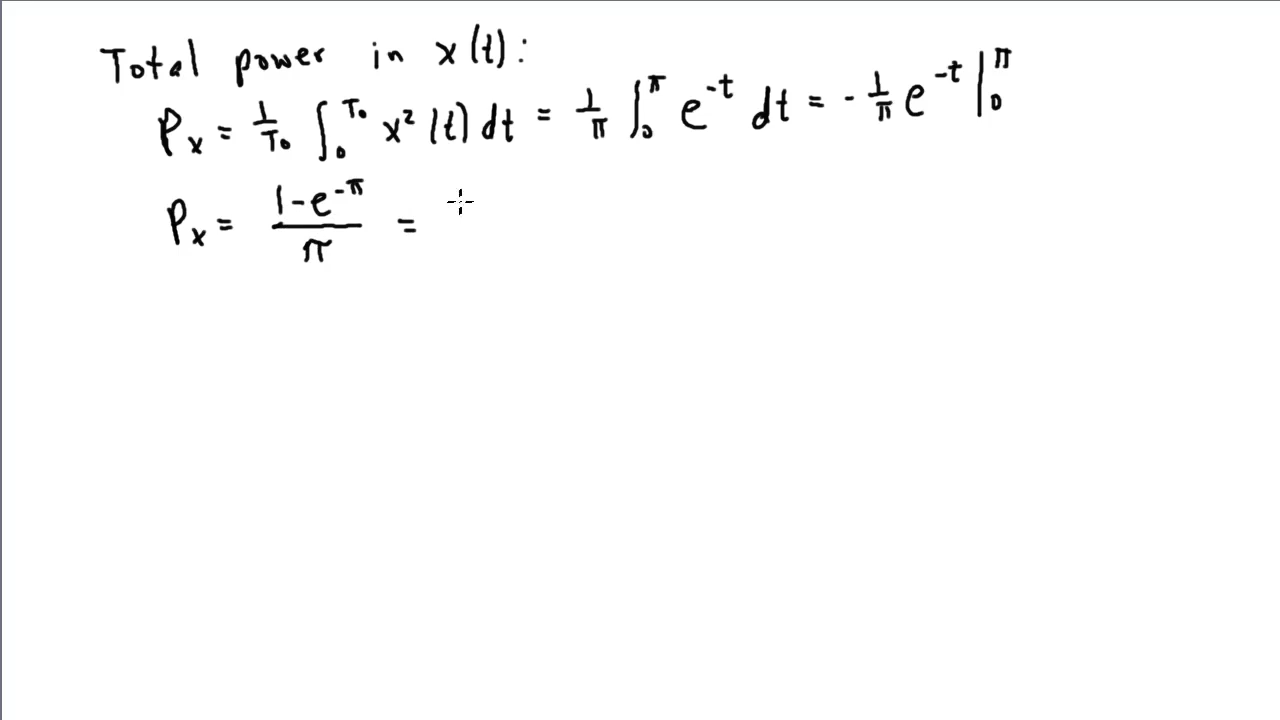 Total power in x(t):
Pₓ = 1/T₀ ∫₀^T₀ x²(t) dt = 1/π ∫₀^π e^-t dt = - 1/π e^-t |₀^π
Pₓ = (1-e^-π)/π =